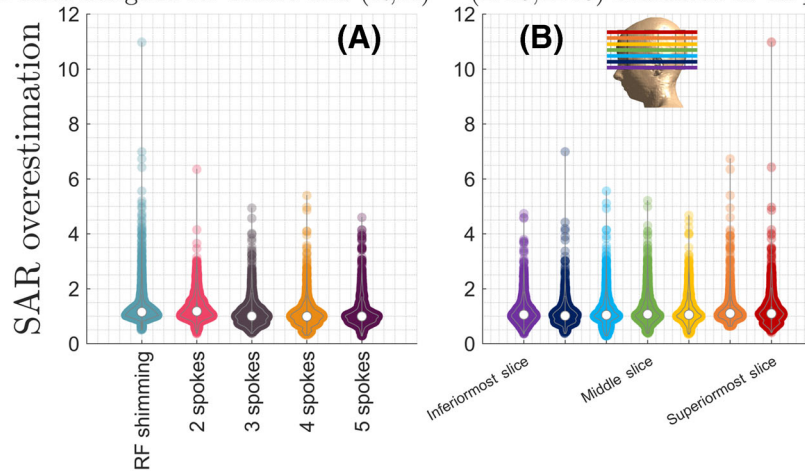 (A)
(B)
SAR overestimation
12
10
8
6
4
2
0
12
10
8
6
4
2
0
RF shimming
2 spokes
3 spokes
4 spokes
5 spokes
Inferiormost slice
Middle slice
Superiormost slice